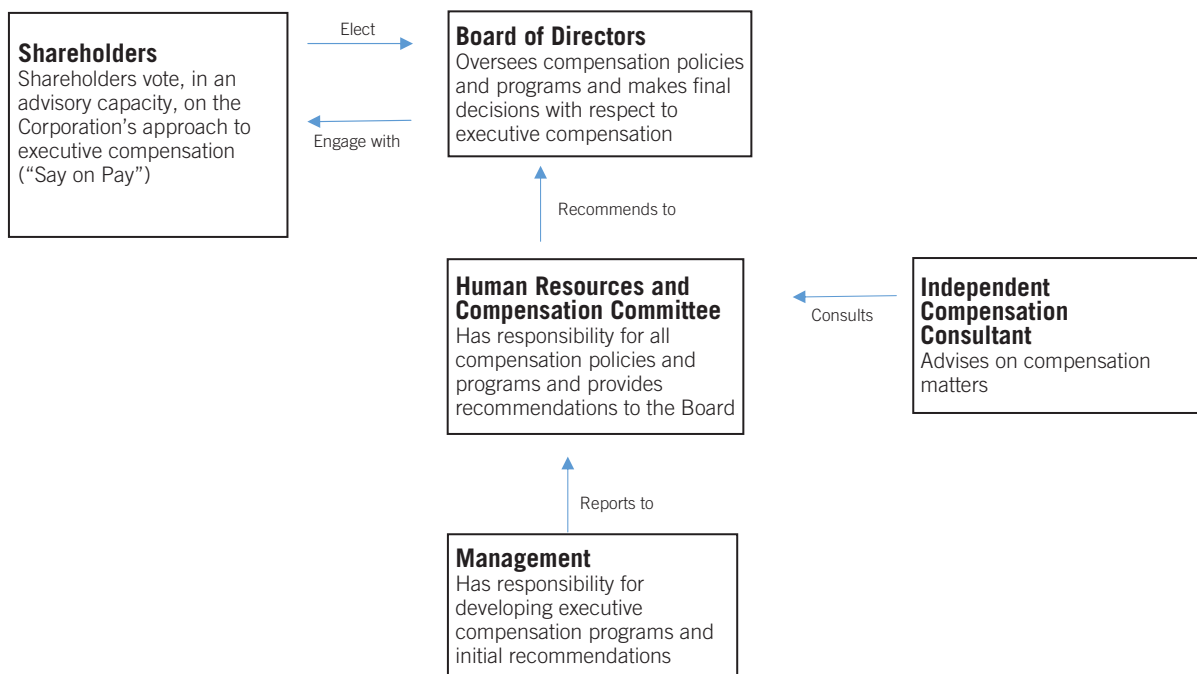 Shareholders
Shareholders vote, in an
advisory capacity, on the
Corporation’s approach to
executive compensation
(“Say on Pay”)
Elect
Engage with
Board of Directors
Oversees compensation policies
and programs and makes final
decisions with respect to
executive compensation
Recommends to
Human Resources and
Compensation Committee
Has responsibility for all
compensation policies and
programs and provides
recommendations to the Board
Consults
Independent
Compensation
Consultant
Advises on compensation
matters
Reports to
Management
Has responsibility for
developing executive
compensation programs and
initial recommendations